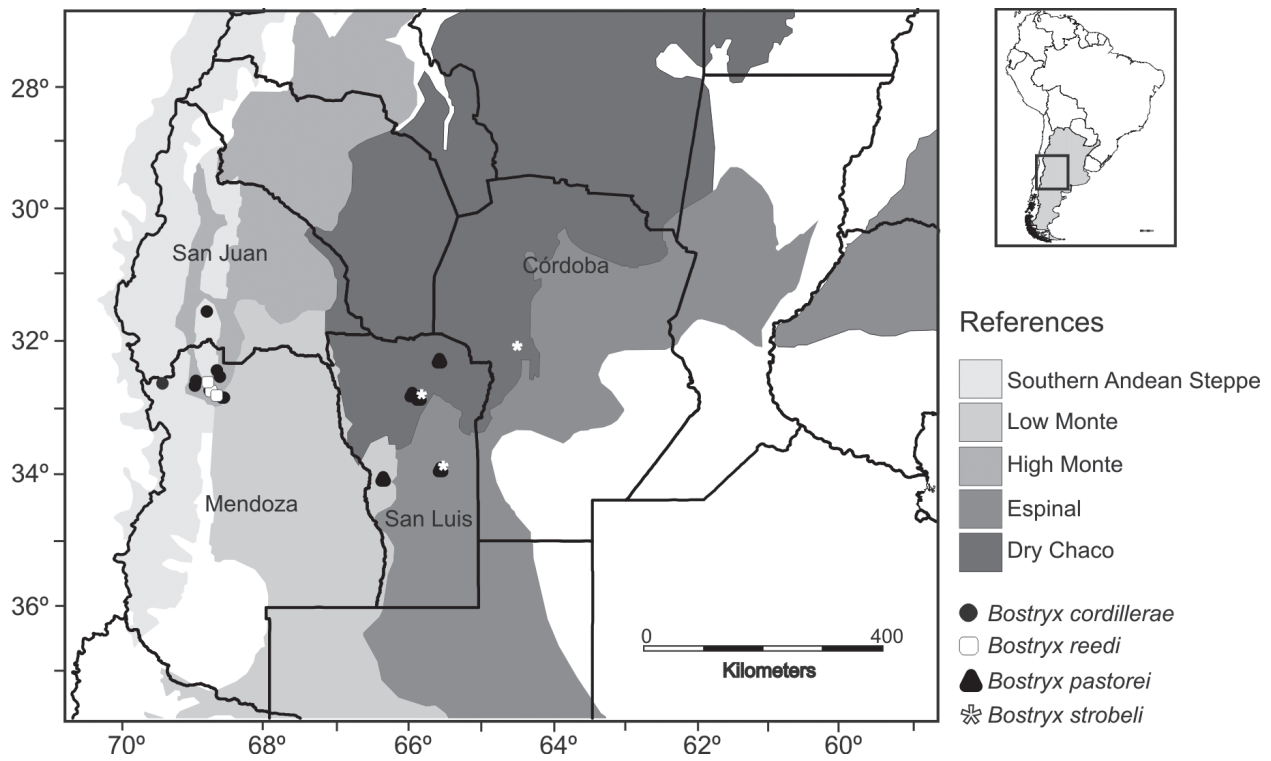 28º
30º
32º
34º
36º
70º
68º
66º
64º
62º
60º
San Juan
Córdoba
Mendoza
San Luis
0 400
Kilometers
References
Southern Andean Steppe
Low Monte
High Monte
Espinal
Dry Chaco
Bostryx cordillerae
Bostryx reedi
Bostryx pastorei
Bostryx strobeli